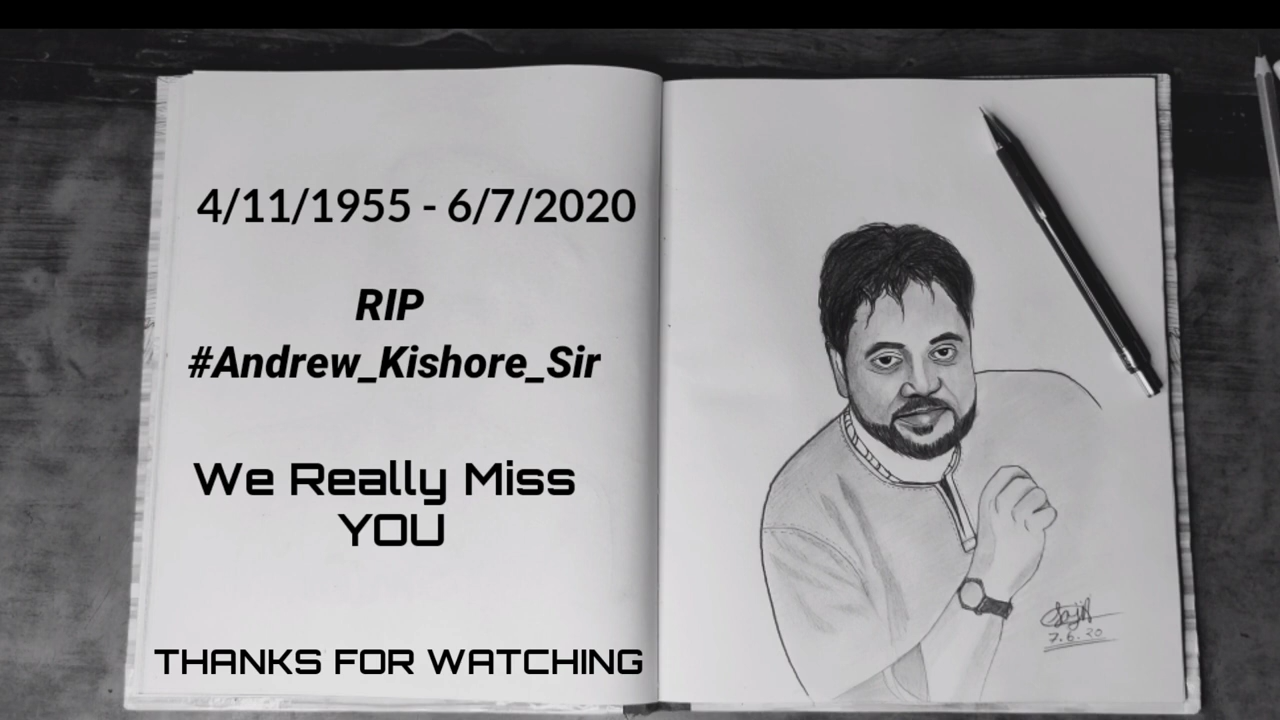 4/11/1955 - 6/7/2020
RIP
#Andrew_Kishore_Sir
We Really Miss
YOU
THANKS FOR WATCHING
7.6.20